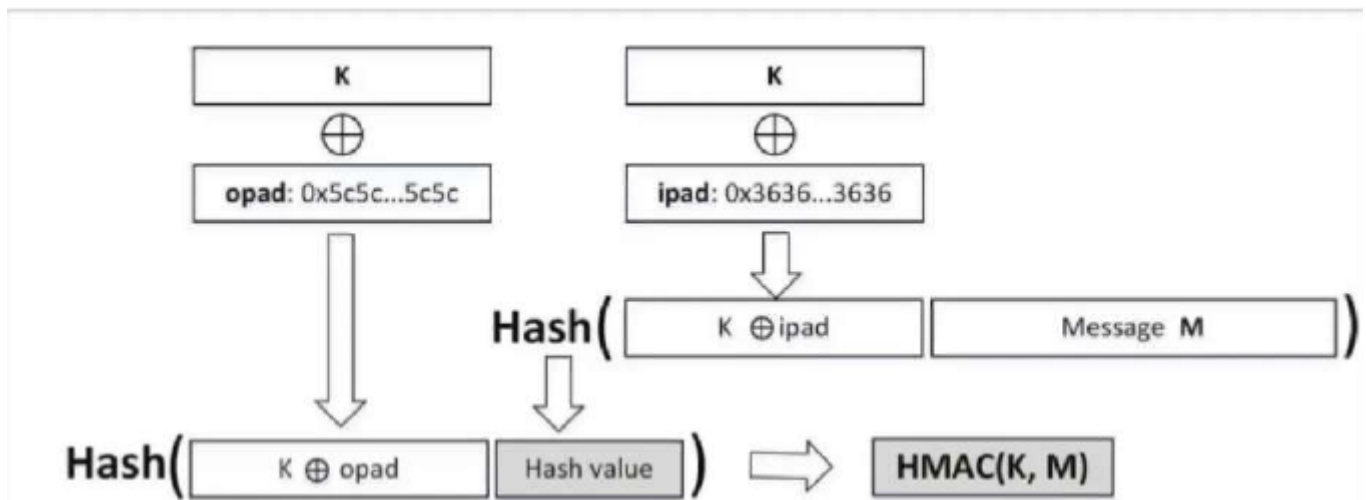 K K
⊕ ⊕
opad: 0x5c5c...5c5c ipad: 0x3636...3636
Hash( K ⊕ ipad Message M )
Hash( K ⊕ opad Hash value ) HMAC(K, M)